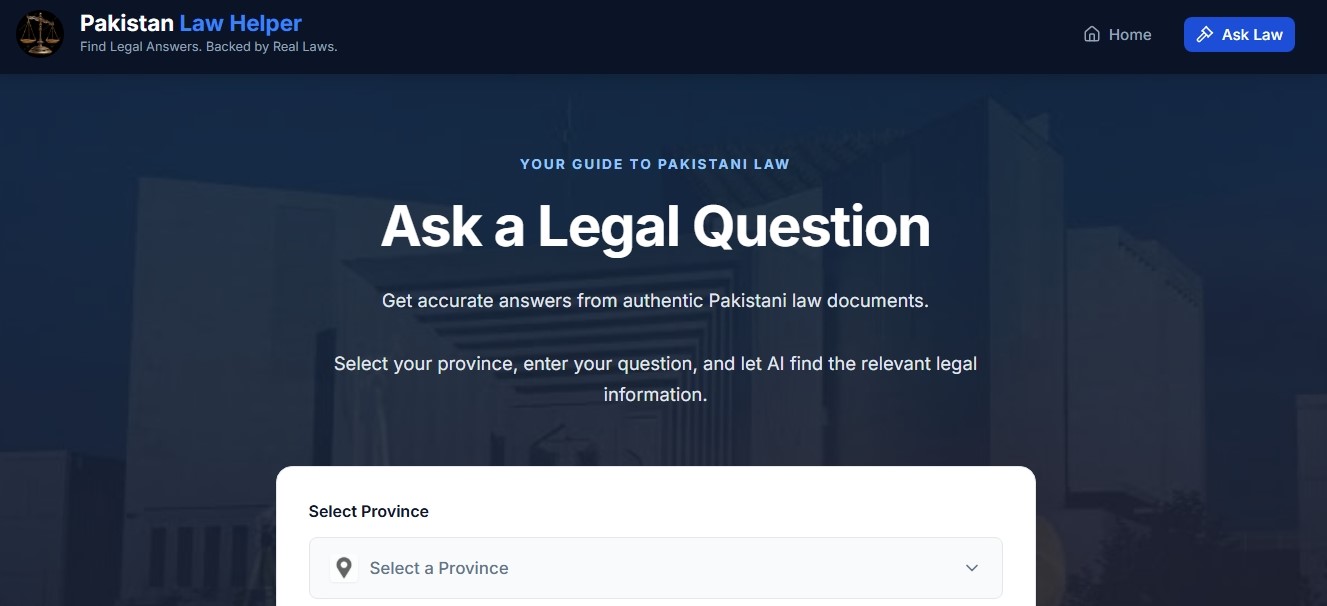 Pakistan Law Helper
Find Legal Answers. Backed by Real Laws.
Home
Ask Law
YOUR GUIDE TO PAKISTANI LAW
Ask a Legal Question
Get accurate answers from authentic Pakistani law documents.
Select your province, enter your question, and let AI find the relevant legal
information.
Select Province
Select a Province